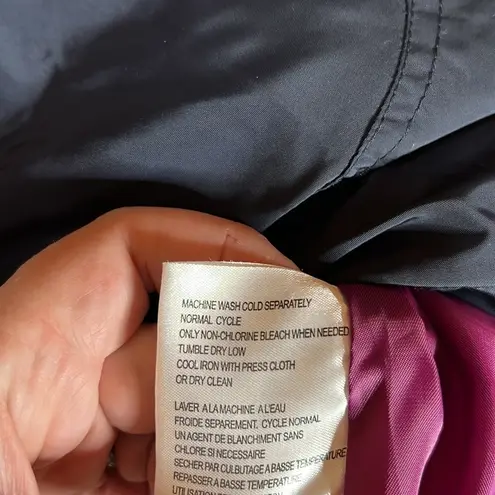 MACHINE WASH COLD SEPARATELY
NORMAL CYCLE
ONLY NON-CHLORINE BLEACH WHEN NEEDED
TUMBLE DRY LOW
COOL IRON WITH PRESS CLOTH
OR DRY CLEAN
LAVER A LA MACHINE A L'EAU
FROIDE SEPAREMENT. CYCLE NORMAL
UN AGENT DE BLANCHIMENT SANS
CHLORE SI NECESSAIRE
SECHER PAR CULBUTAGE A BASSE TEMPERATURE
REPASSER A BASSE TEMPERATURE
UTILISATION